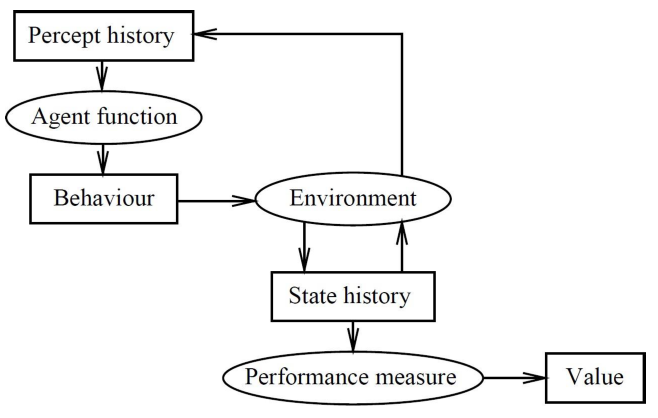 Percept history
Agent function
Behaviour
Environment
State history
Performance measure
Value